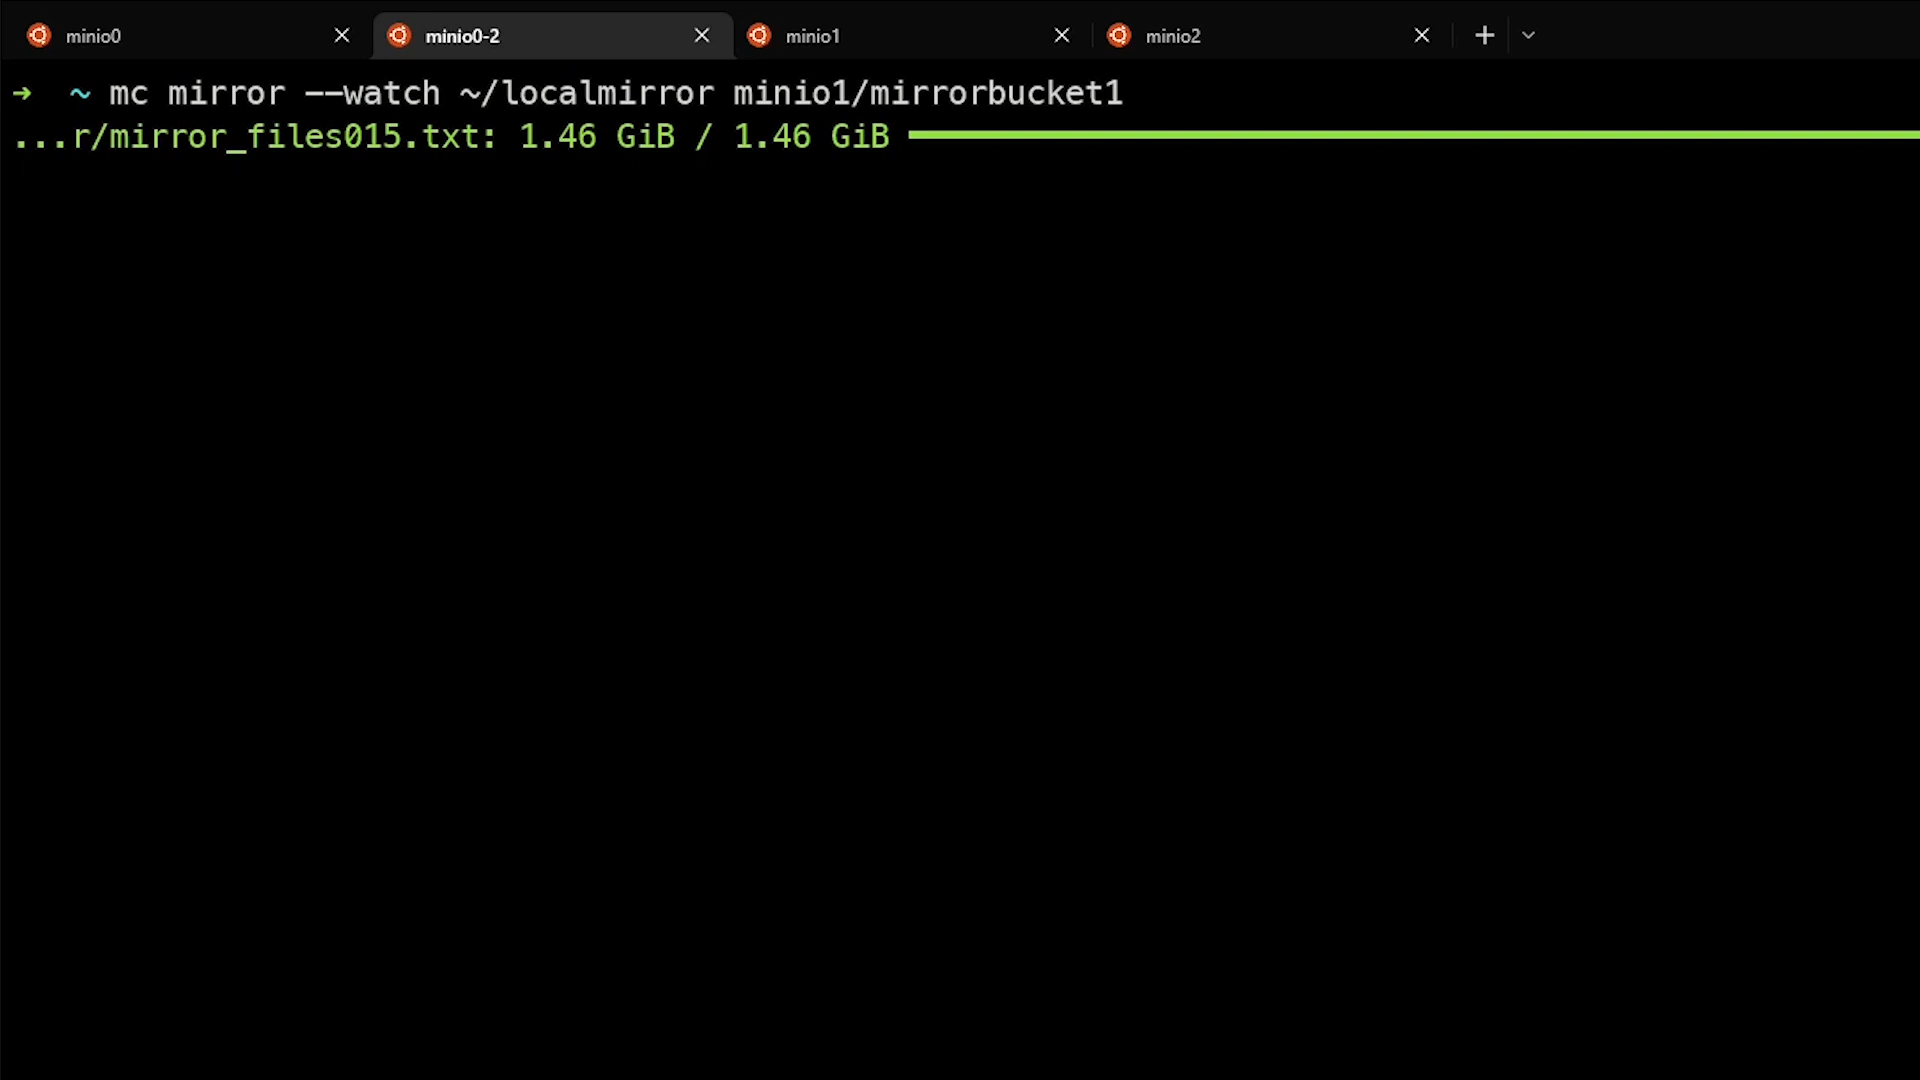 minio0 minio0-2 minio1 minio2
➜ ~ mc mirror --watch ~/localmirror minio1/mirrorbucket1
...r/mirror_files015.txt: 1.46 GiB / 1.46 GiB